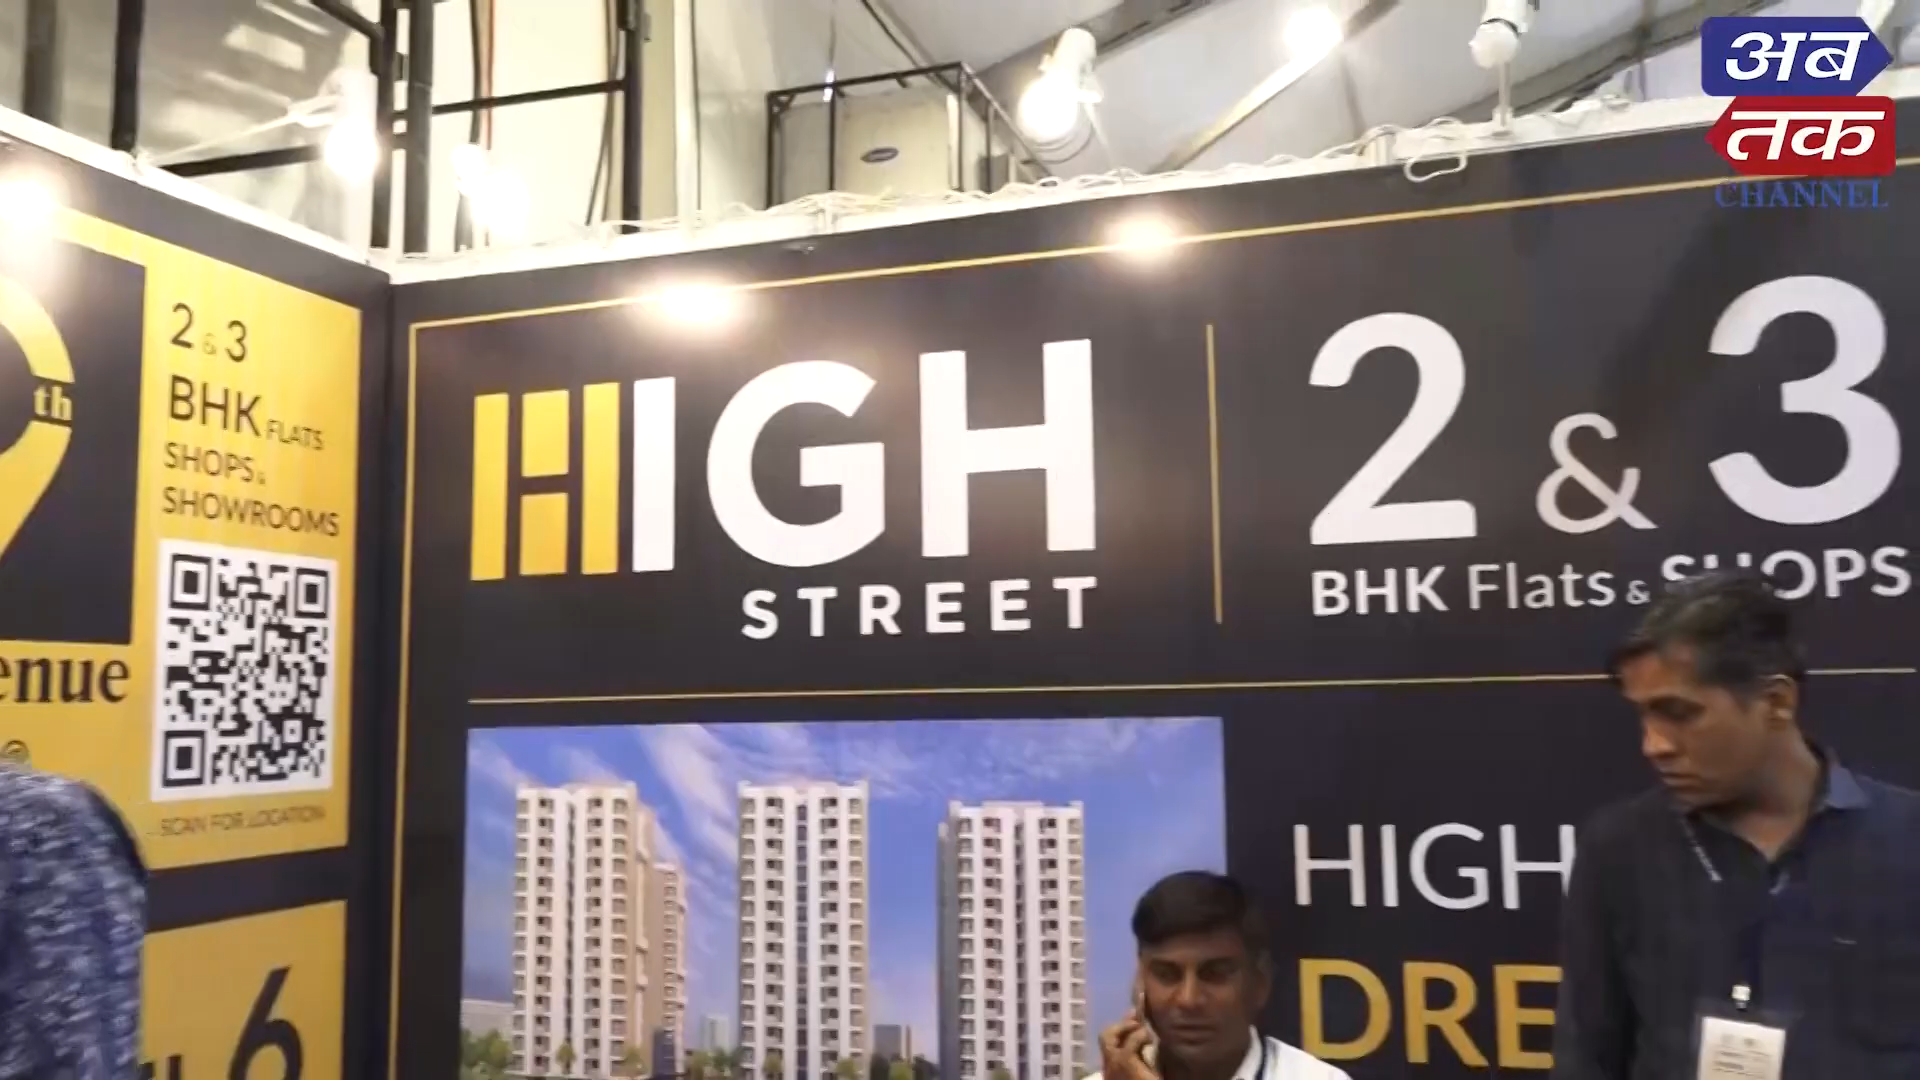 अब
तक
CHANNEL
th
enue
2 & 3
BHK FLATS
SHOPS &
SHOWROOMS
SCAN FOR LOCATION
6
HIGH
STREET
2 & 3
BHK Flats & SHOPS
HIGH
DRE